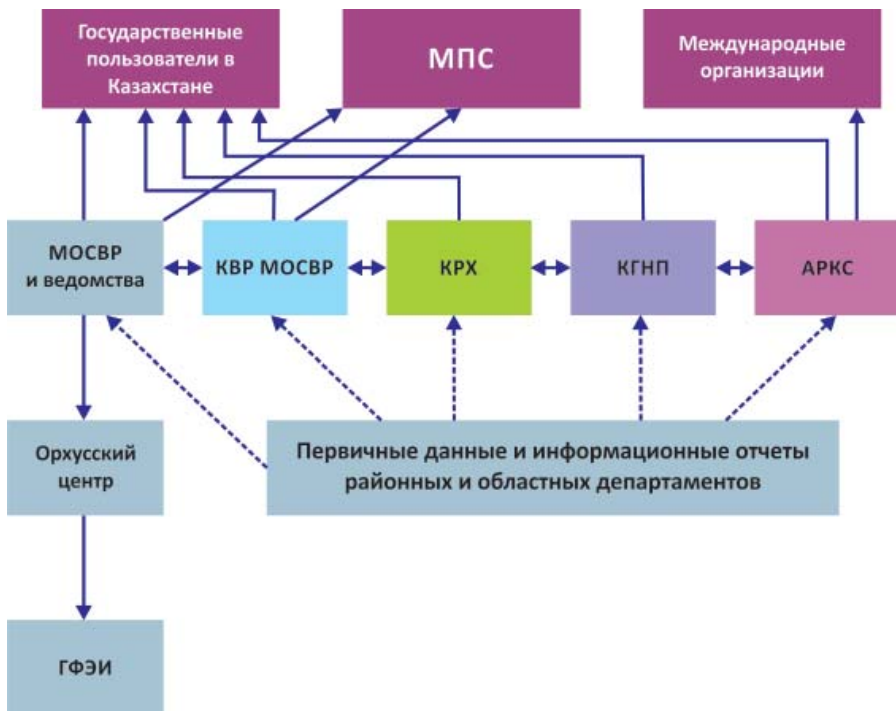 Государственные
пользователи в
Казахстане
МПС
Международные
организации
МОСВР
и ведомства
КВР МОСВР
КРХ
КГНП
АРКС
Орхусский
центр
Первичные данные и информационные отчеты
районных и областных департаментов
ГФЭИ